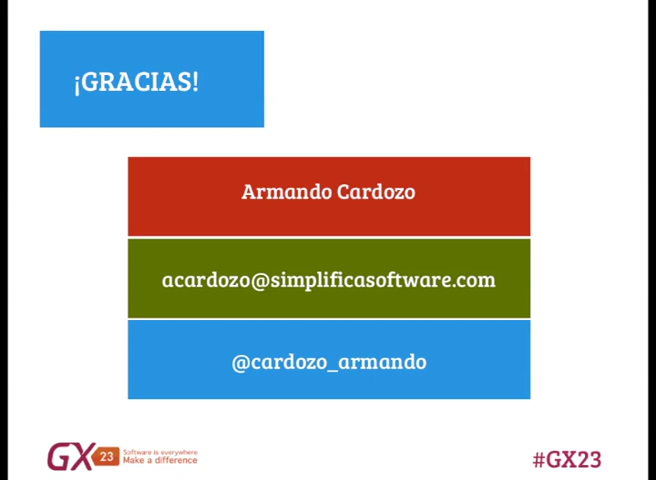 ¡GRACIAS!
Armando Cardozo
acardozo@simplificasoftware.com
@cardozo_armando
GX 23
Software is everywhere
Make a difference
#GX23